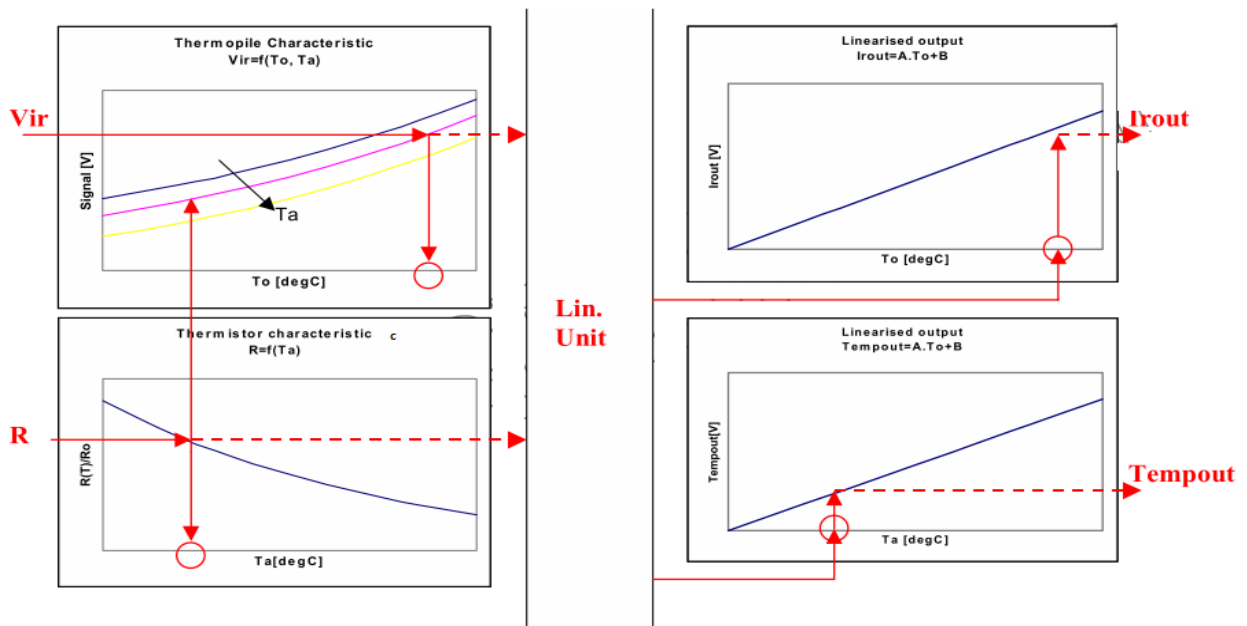 Thermopile Characteristic
Vir=f(To, Ta)
Vir
Signal [V]
Ta
To [degC]
Thermistor characteristic c
R=f(Ta)
R
R(T)/Ro
Ta[degC]
Lin.
Unit
Linearised output
Irout=A.To+B
Irout
Irout [V]
To [degC]
Linearised output
Tempout=A.To+B
Tempout[V]
Tempout
Ta [degC]